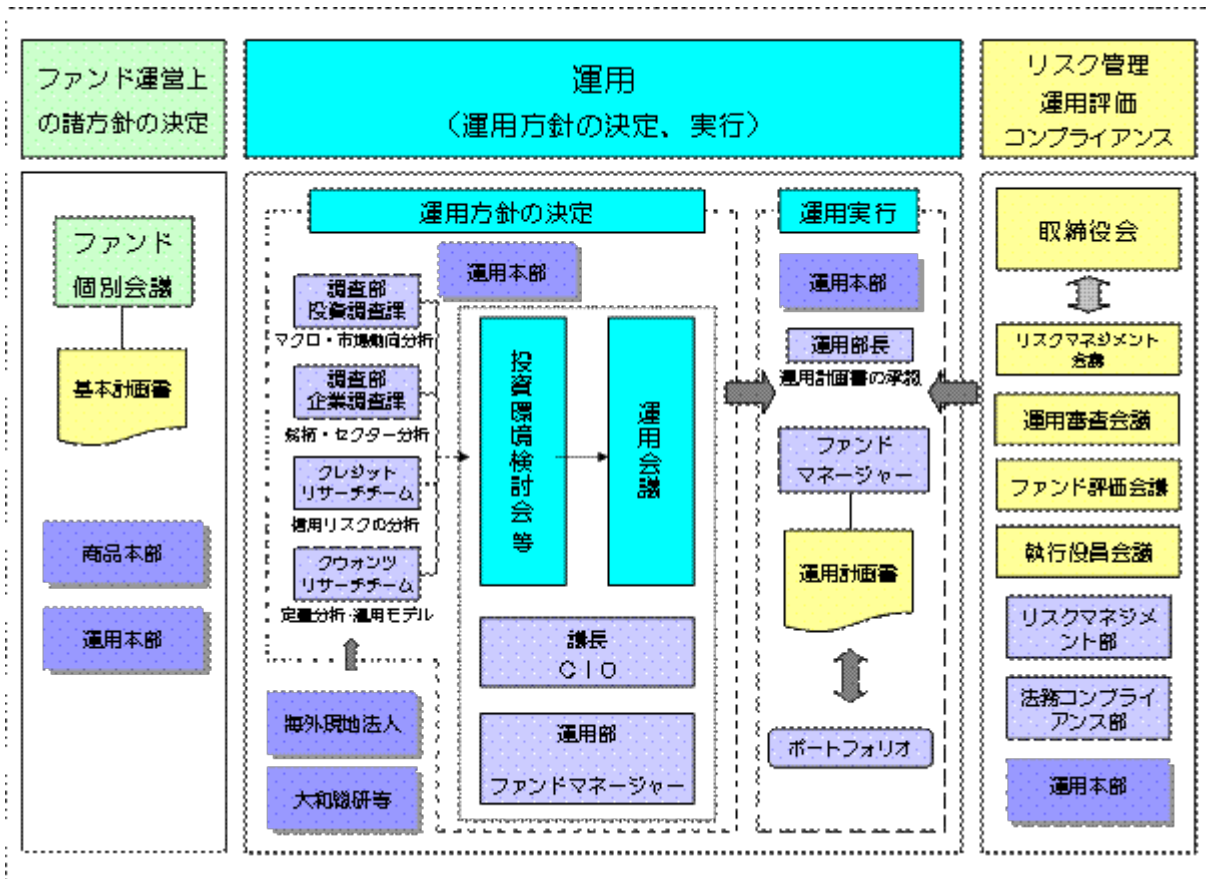 ファンド運営上
の諸方針の決定
運用
（運用方針の決定、実行）
リスク管理
運用評価
コンプライアンス
ファンド
個別会議
基本計画書
商品本部
運用本部
運用方針の決定
運用本部
調査部
投資調査課
マクロ・市場動向分析
調査部
企業調査課
銘柄・セクター分析
クレジット
リサーチチーム
信用リスクの分析
クウォンツ
リサーチチーム
定量分析・運用モデル
海外現地法人
大和総研等
投資環境検討会等
運用会議
議長
ＣＩＯ
運用部
ファンドマネージャー
運用実行
運用本部
運用部長
運用計画書の承認
ファンド
マネージャー
運用計画書
ポートフォリオ
取締役会
リスクマネジメント
会議
運用審査会議
ファンド評価会議
執行役員会議
リスクマネジメ
ント部
法務コンプライ
アンス部
運用本部